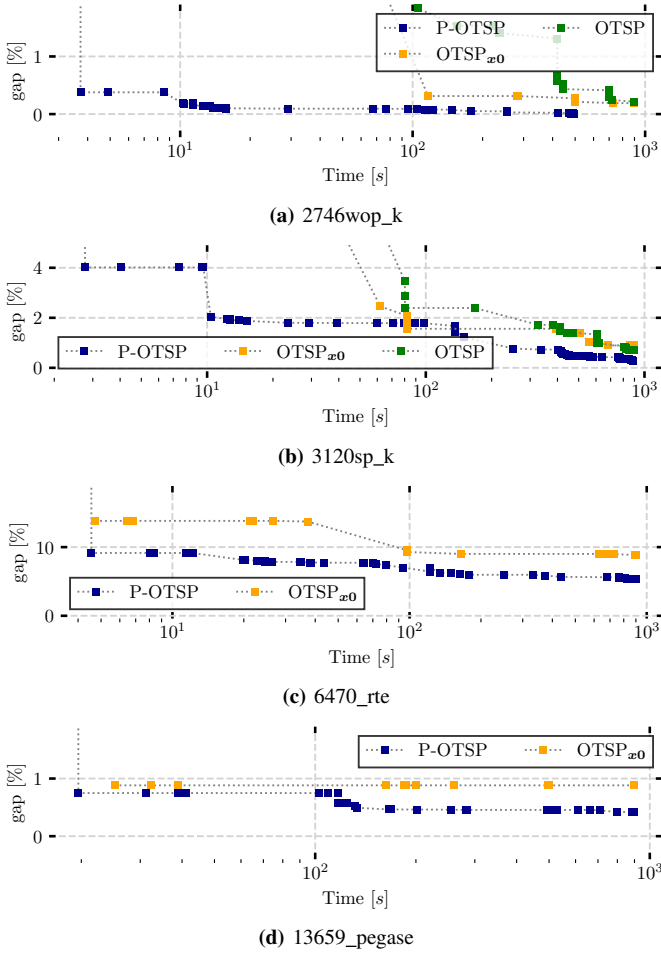 gap [%]
1
0
P-OTSP
OTSP
OTSP_x0
10^1
10^2
10^3
Time [s]
(a) 2746wop_k
gap [%]
4
2
0
P-OTSP
OTSP_x0
OTSP
10^1
10^2
10^3
Time [s]
(b) 3120sp_k
gap [%]
10
0
P-OTSP
OTSP_x0
10^1
10^2
10^3
Time [s]
(c) 6470_rte
gap [%]
1
0
P-OTSP
OTSP_x0
10^2
10^3
Time [s]
(d) 13659_pegase